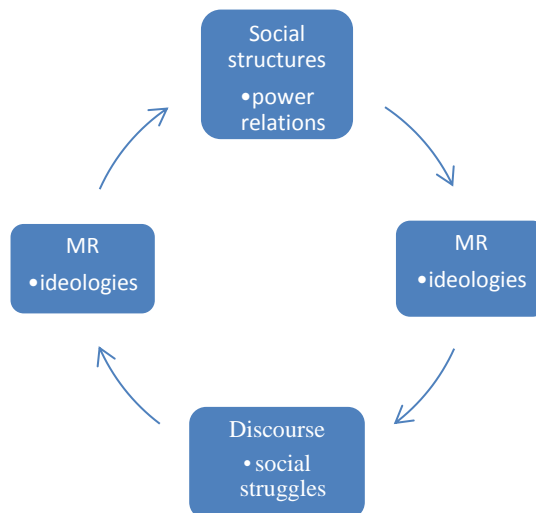 Social
structures
•power
relations
MR
•ideologies
MR
•ideologies
Discourse
• social
struggles